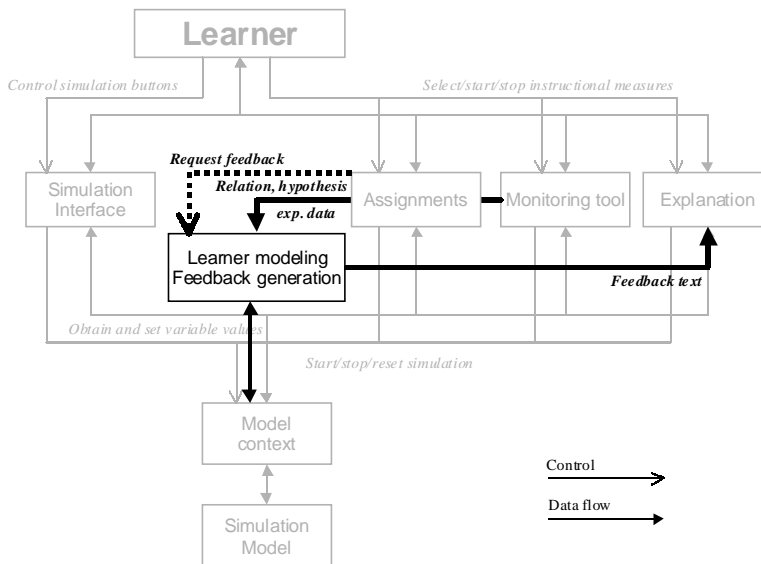 Learner
Control simulation buttons
Select/start/stop instructional measures
Request feedback
Simulation
Interface
Relation, hypothesis
exp. data
Assignments
Monitoring tool
Explanation
Learner modeling
Feedback generation
Feedback text
Obtain and set variable values
Start/stop/reset simulation
Model
context
Control
Data flow
Simulation
Model